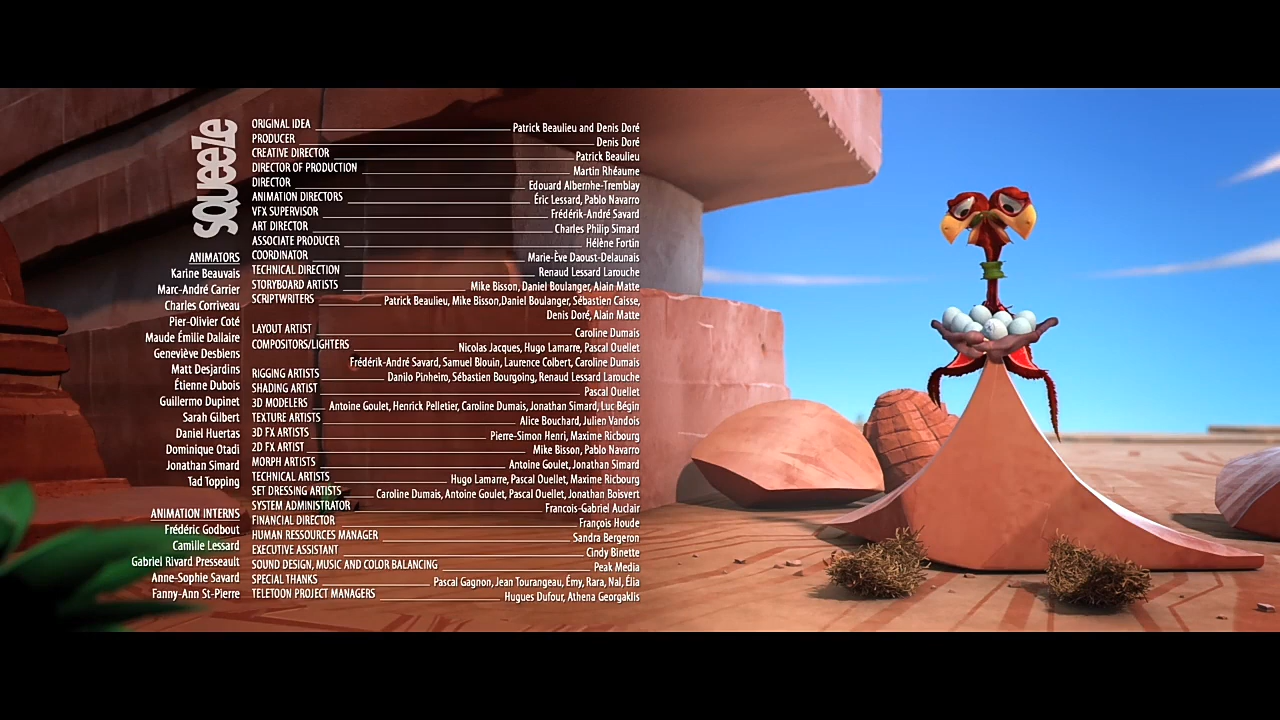 squeeze
ANIMATORS
Karine Beauvais
Marc-André Carrier
Charles Corriveau
Pier-Olivier Coté
Maude Émilie Dallaire
Geneviève Desbiens
Matt Desjardins
Étienne Dubois
Guillermo Dupinet
Sarah Gilbert
Daniel Huertas
Dominique Otadi
Jonathan Simard
Tad Topping
ANIMATION INTERNS
Frédéric Godbout
Camille Lessard
Gabriel Rivard Presseault
Anne-Sophie Savard
Fanny-Ann St-Pierre
ORIGINAL IDEA Patrick Beaulieu and Denis Doré
PRODUCER Denis Doré
CREATIVE DIRECTOR Patrick Beaulieu
DIRECTOR OF PRODUCTION Martin Rhéaume
DIRECTOR Edouard Albernhe-Tremblay
ANIMATION DIRECTORS Éric Lessard, Pablo Navarro
VFX SUPERVISOR Frédérik-André Savard
ART DIRECTOR Charles Philip Simard
ASSOCIATE PRODUCER Hélène Fortin
COORDINATOR Marie-Ève Daoust-Delaunais
TECHNICAL DIRECTION Renaud Lessard Larouche
STORYBOARD ARTISTS Mike Bisson, Daniel Boulanger, Alain Matte
SCRIPTWRITERS Patrick Beaulieu, Mike Bisson,Daniel Boulanger, Sébastien Caisse,
Denis Doré, Alain Matte
LAYOUT ARTIST Caroline Dumais
COMPOSITORS/LIGHTERS Nicolas Jacques, Hugo Lamarre, Pascal Ouellet
Frédérik-André Savard, Samuel Blouin, Laurence Colbert, Caroline Dumais
RIGGING ARTISTS Danilo Pinheiro, Sébastien Bourgoing, Renaud Lessard Larouche
SHADING ARTIST Pascal Ouellet
3D MODELERS Antoine Goulet, Henrick Pelletier, Caroline Dumais, Jonathan Simard, Luc Bégin
TEXTURE ARTISTS Alice Bouchard, Julien Vandois
3D FX ARTISTS Pierre-Simon Henri, Maxime Ricbourg
2D FX ARTIST Mike Bisson, Pablo Navarro
MORPH ARTISTS Antoine Goulet, Jonathan Simard
TECHNICAL ARTISTS Hugo Lamarre, Pascal Ouellet, Maxime Ricbourg
SET DRESSING ARTISTS Caroline Dumais, Antoine Goulet, Pascal Ouellet, Jonathan Boisvert
SYSTEM ADMINISTRATOR Francois-Gabriel Auclair
FINANCIAL DIRECTOR François Houde
HUMAN RESSOURCES MANAGER Sandra Bergeron
EXECUTIVE ASSISTANT Cindy Binette
SOUND DESIGN, MUSIC AND COLOR BALANCING Peak Media
SPECIAL THANKS Pascal Gagnon, Jean Tourangeau, Émy, Rara, Nal, Élia
TELETOON PROJECT MANAGERS Hugues Dufour, Athena Georgaklis